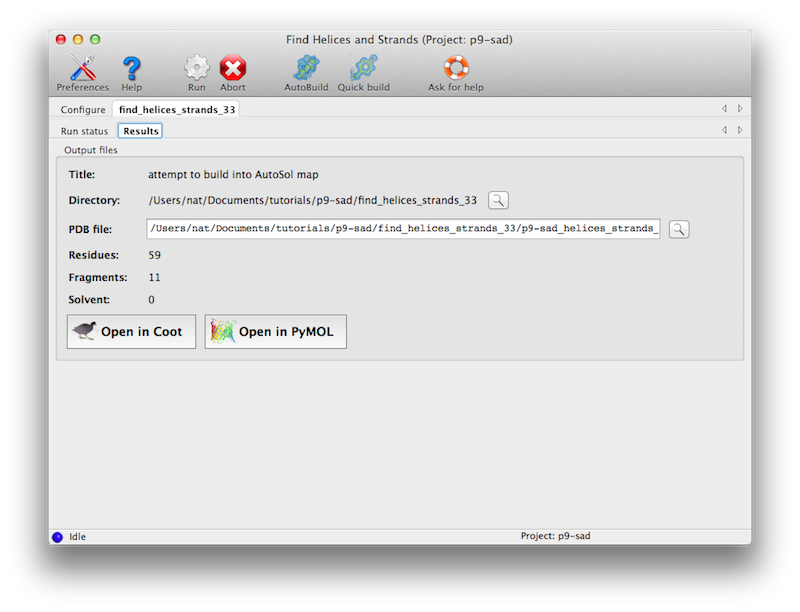 Find Helices and Strands (Project: p9-sad)
Preferences Help Run Abort AutoBuild Quick build Ask for help
Configure find_helices_strands_33
Run status Results
Output files
Title: attempt to build into AutoSol map
Directory: /Users/nat/Documents/tutorials/p9-sad/find_helices_strands_33
PDB file: /Users/nat/Documents/tutorials/p9-sad/find_helices_strands_33/p9-sad_helices_strands_
Residues: 59
Fragments: 11
Solvent: 0
Open in Coot Open in PyMOL
Idle Project: p9-sad